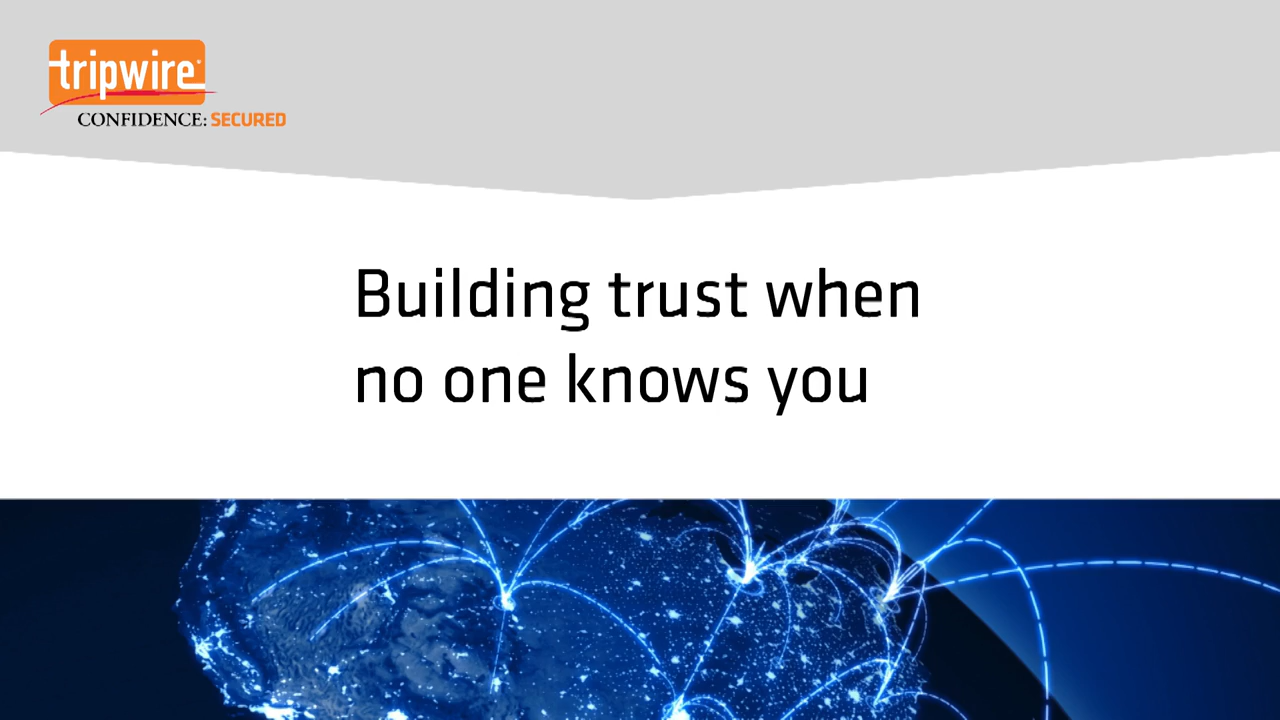 tripwire
CONFIDENCE: SECURED
Building trust when
no one knows you